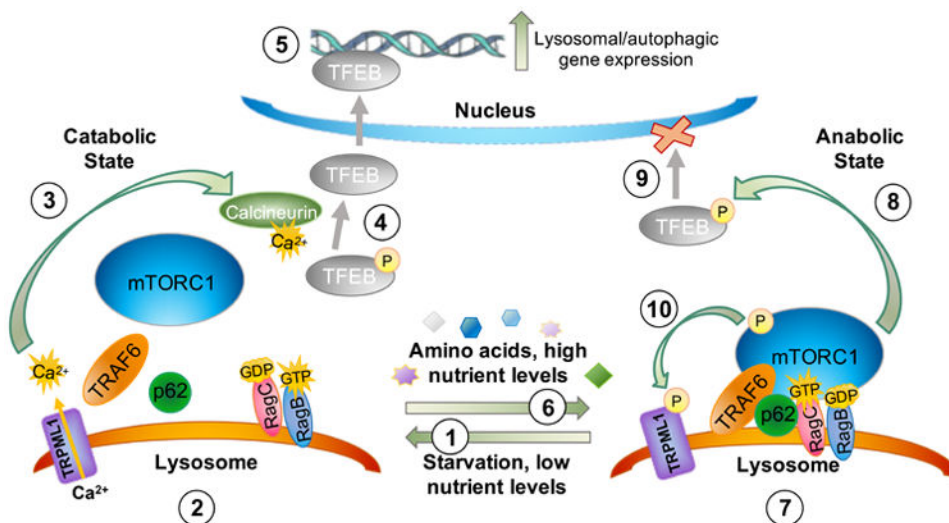 5
TFEB
Lysosomal/autophagic
gene expression
Nucleus
Catabolic
State
3
Calcineurin
Ca2+
TFEB
4
TFEB
P
mTORC1
Ca2+
TRAF6
p62
GDP
GTP
RagC
RagB
TRPML1
Ca2+
Lysosome
2
Amino acids, high
nutrient levels
6
1
Starvation, low
nutrient levels
Anabolic
State
9
TFEB
P
8
10
P
mTORC1
P
TRAF6
p62
GTP
GDP
RagC
RagB
TRPML1
Lysosome
7